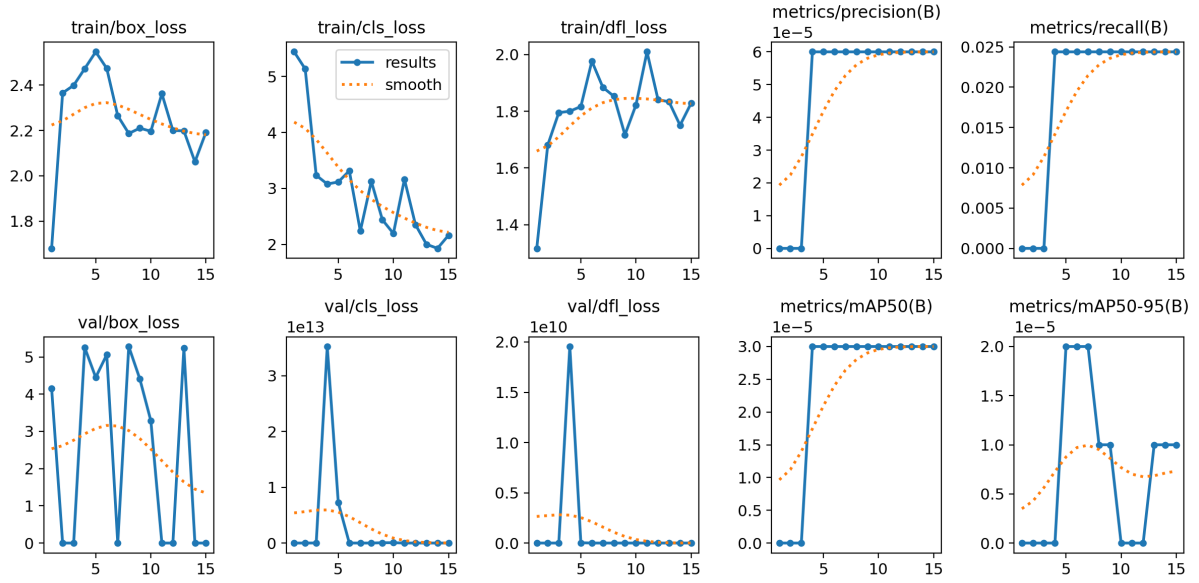 train/box_loss
2.4
2.2
2.0
1.8
5 10 15
train/cls_loss
results
smooth
5
4
3
2
5 10 15
train/dfl_loss
2.0
1.8
1.6
1.4
5 10 15
metrics/precision(B)
1e−5
6
5
4
3
2
1
0
5 10 15
metrics/recall(B)
0.025
0.020
0.015
0.010
0.005
0.000
5 10 15
val/box_loss
5
4
3
2
1
0
5 10 15
val/cls_loss
1e13
3
2
1
0
5 10 15
val/dfl_loss
1e10
2.0
1.5
1.0
0.5
0.0
5 10 15
metrics/mAP50(B)
1e−5
3.0
2.5
2.0
1.5
1.0
0.5
0.0
5 10 15
metrics/mAP50-95(B)
1e−5
2.0
1.5
1.0
0.5
0.0
5 10 15